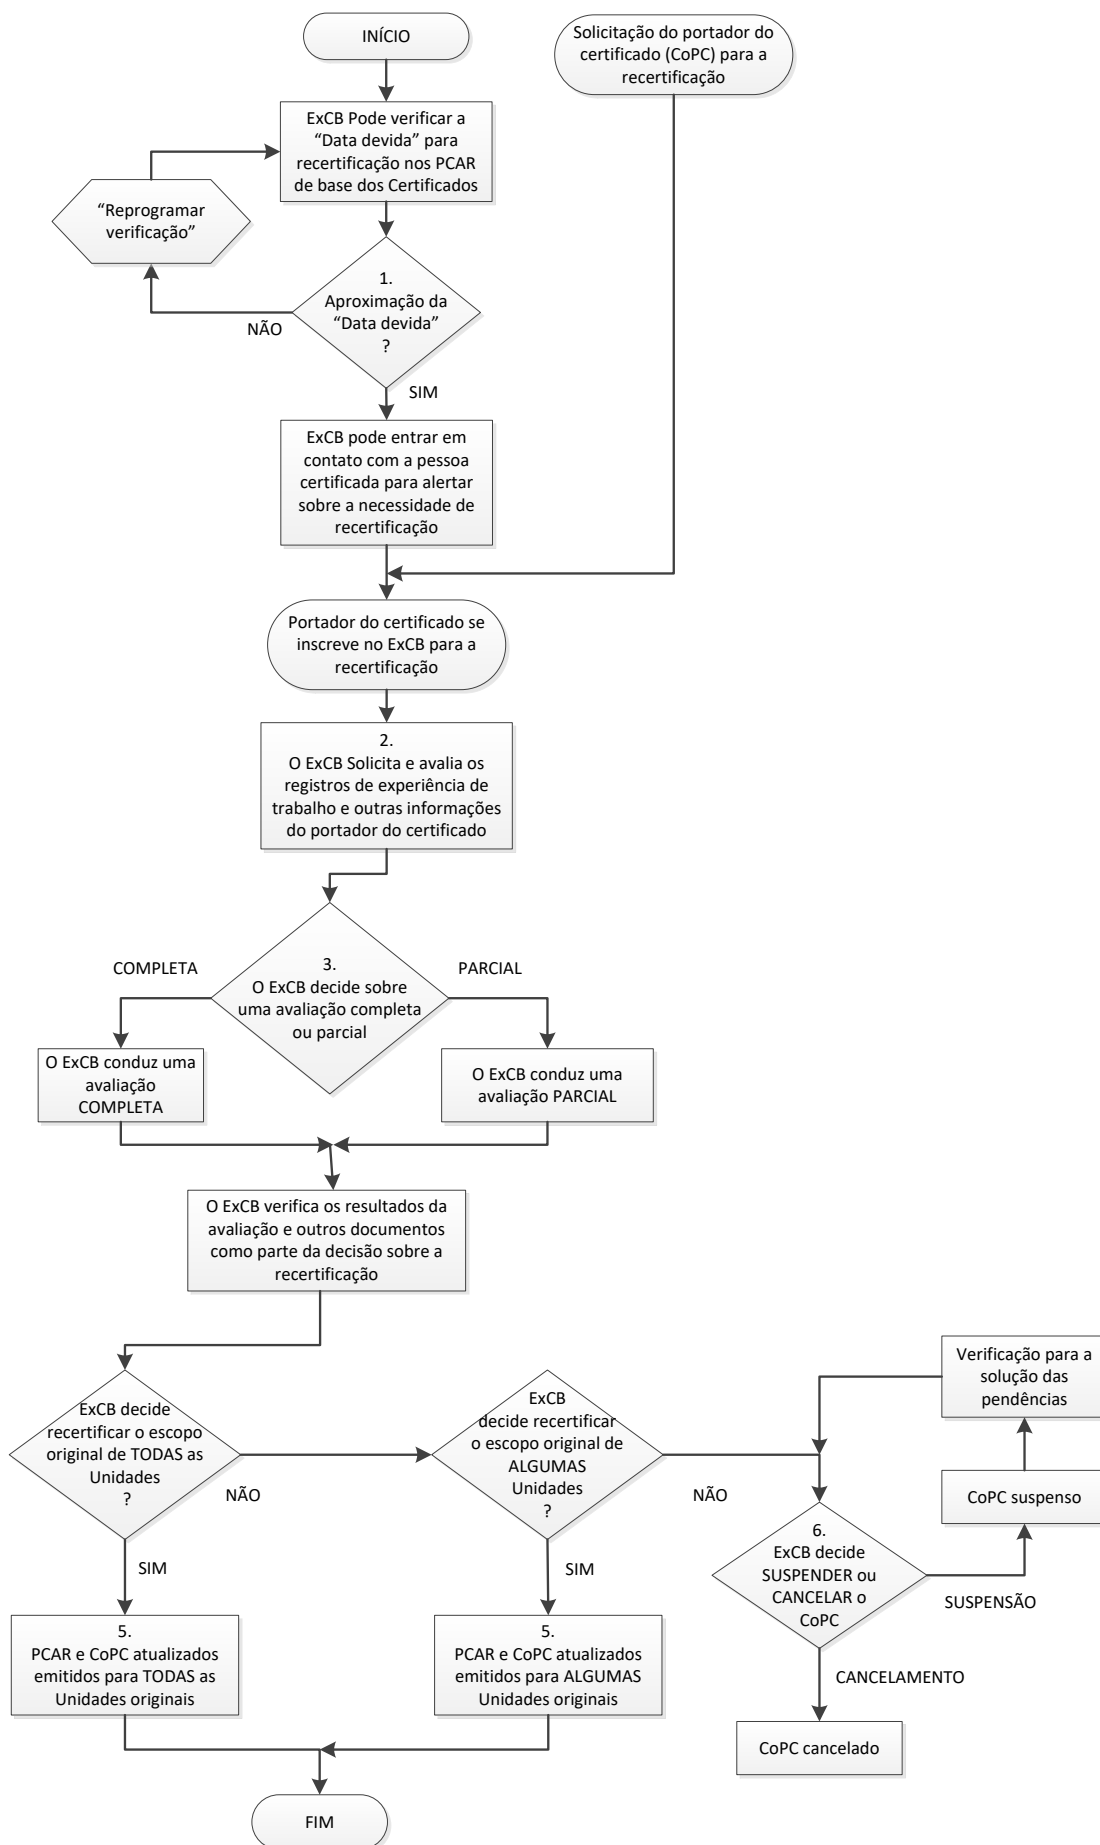 INÍCIO
Solicitação do portador do
certificado (CoPC) para a
recertificação
ExCB Pode verificar a
“Data devida” para
recertificação nos PCAR
de base dos Certificados
“Reprogramar
verificação”
1.
Aproximação da
“Data devida”
?
NÃO
SIM
ExCB pode entrar em
contato com a pessoa
certificada para alertar
sobre a necessidade de
recertificação
Portador do certificado se
inscreve no ExCB para a
recertificação
2.
O ExCB Solicita e avalia os
registros de experiência de
trabalho e outras informações
do portador do certificado
COMPLETA
PARCIAL
3.
O ExCB decide sobre
uma avaliação completa
ou parcial
O ExCB conduz uma
avaliação
COMPLETA
O ExCB conduz uma
avaliação PARCIAL
O ExCB verifica os resultados da
avaliação e outros documentos
como parte da decisão sobre a
recertificação
ExCB decide
recertificar o escopo
original de TODAS as
Unidades
?
NÃO
SIM
ExCB
decide recertificar
o escopo original de
ALGUMAS
Unidades
?
NÃO
SIM
Verificação para a
solução das
pendências
CoPC suspenso
6.
ExCB decide
SUSPENDER ou
CANCELAR o
CoPC
SUSPENSÃO
CANCELAMENTO
5.
PCAR e CoPC atualizados
emitidos para TODAS as
Unidades originais
5.
PCAR e CoPC atualizados
emitidos para ALGUMAS
Unidades originais
CoPC cancelado
FIM